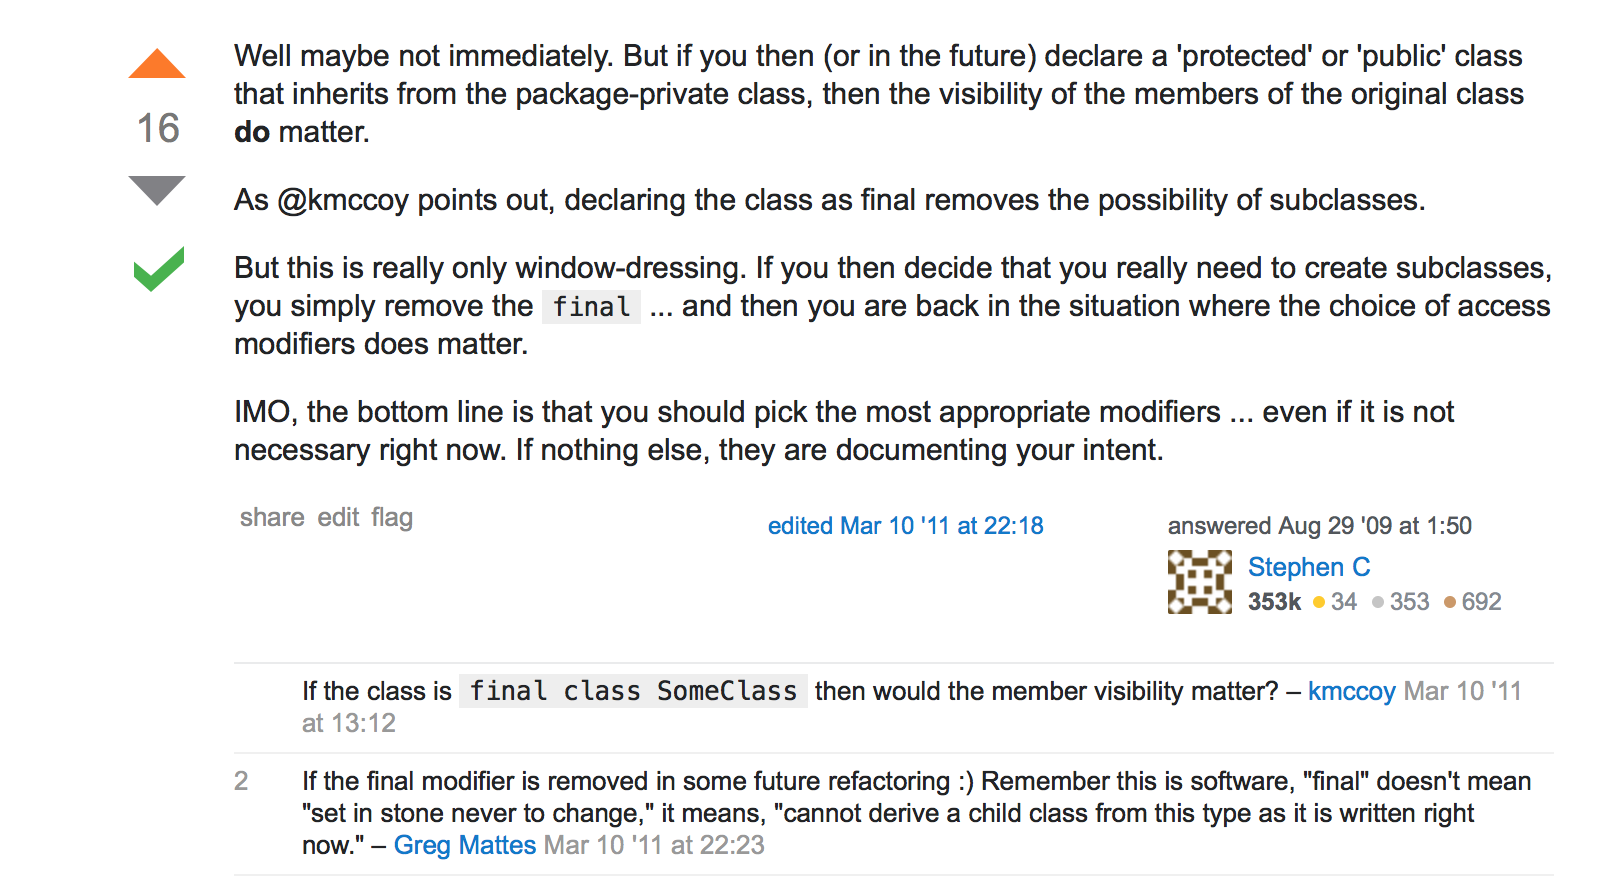 Well maybe not immediately. But if you then (or in the future) declare a 'protected' or 'public' class
that inherits from the package-private class, then the visibility of the members of the original class
do matter.
16
As @kmccoy points out, declaring the class as final removes the possibility of subclasses.
But this is really only window-dressing. If you then decide that you really need to create subclasses,
you simply remove the final ... and then you are back in the situation where the choice of access
modifiers does matter.
IMO, the bottom line is that you should pick the most appropriate modifiers ... even if it is not
necessary right now. If nothing else, they are documenting your intent.
share edit flag
edited Mar 10 '11 at 22:18
answered Aug 29 '09 at 1:50
Stephen C
353k 34 353 692
If the class is final class SomeClass then would the member visibility matter? – kmccoy Mar 10 '11
at 13:12
2 If the final modifier is removed in some future refactoring :) Remember this is software, "final" doesn't mean
"set in stone never to change," it means, "cannot derive a child class from this type as it is written right
now." – Greg Mattes Mar 10 '11 at 22:23